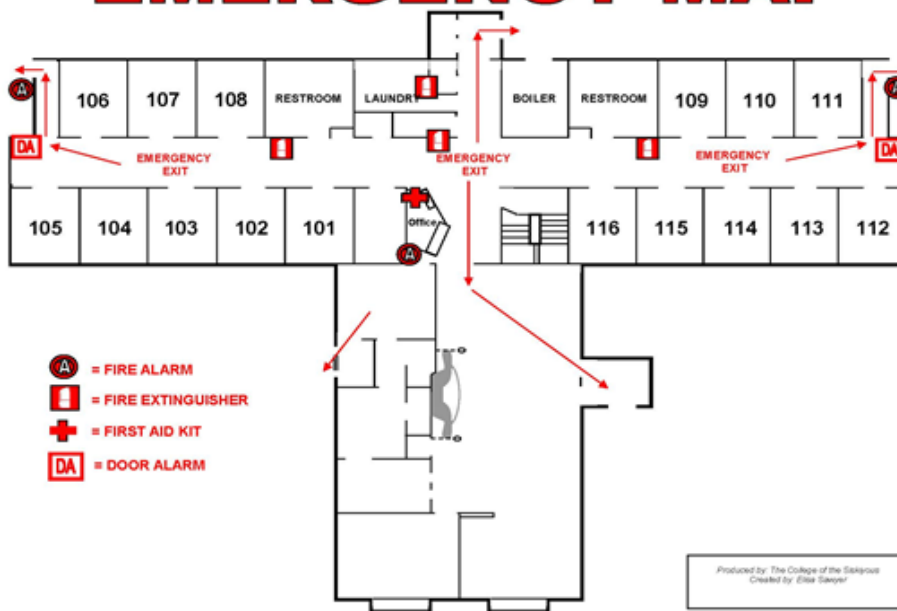 EMERGENCY MAP
A
106
107
108
RESTROOM
LAUNDRY
BOILER
RESTROOM
109
110
111
A
DA
EMERGENCY
EXIT
EMERGENCY
EXIT
EMERGENCY
EXIT
DA
105
104
103
102
101
Office
116
115
114
113
112
A
A = FIRE ALARM
= FIRE EXTINGUISHER
= FIRST AID KIT
DA = DOOR ALARM
Produced by: The College of the Siskiyous
Created by: Elisa Sawyer